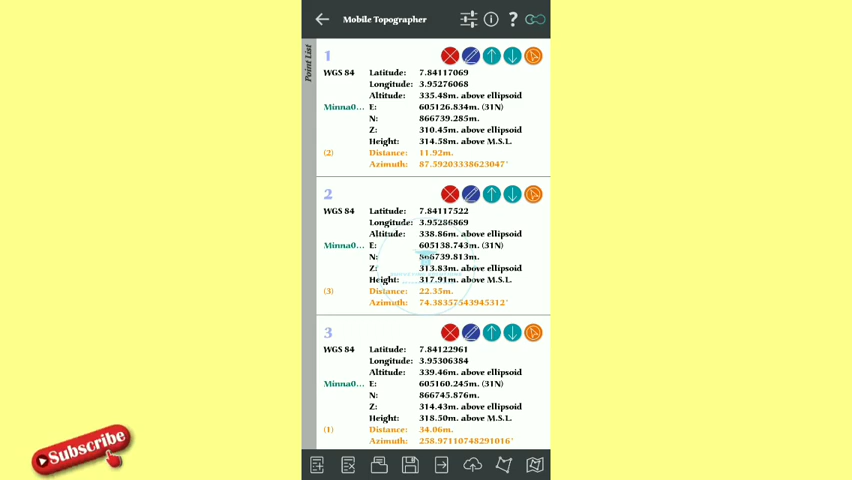 Mobile Topographer
Point List
1
WGS 84 Latitude: 7.84117069
Longitude: 3.95276068
Altitude: 335.48m. above ellipsoid
Minna0... E: 605126.834m. (31N)
N: 866739.285m.
Z: 310.45m. above ellipsoid
Height: 314.58m. above M.S.L.
(2) Distance: 11.92m.
Azimuth: 87.59203338623047°
2
WGS 84 Latitude: 7.84117522
Longitude: 3.95286869
Altitude: 338.86m. above ellipsoid
Minna0... E: 605138.743m. (31N)
N: 866739.813m.
Z: 313.83m. above ellipsoid
Height: 317.91m. above M.S.L.
(3) Distance: 22.35m.
Azimuth: 74.38357543945312°
3
WGS 84 Latitude: 7.84122961
Longitude: 3.95306384
Altitude: 339.46m. above ellipsoid
Minna0... E: 605160.245m. (31N)
N: 866745.876m.
Z: 314.43m. above ellipsoid
Height: 318.50m. above M.S.L.
(1) Distance: 34.06m.
Azimuth: 258.97110748291016°
Subscribe